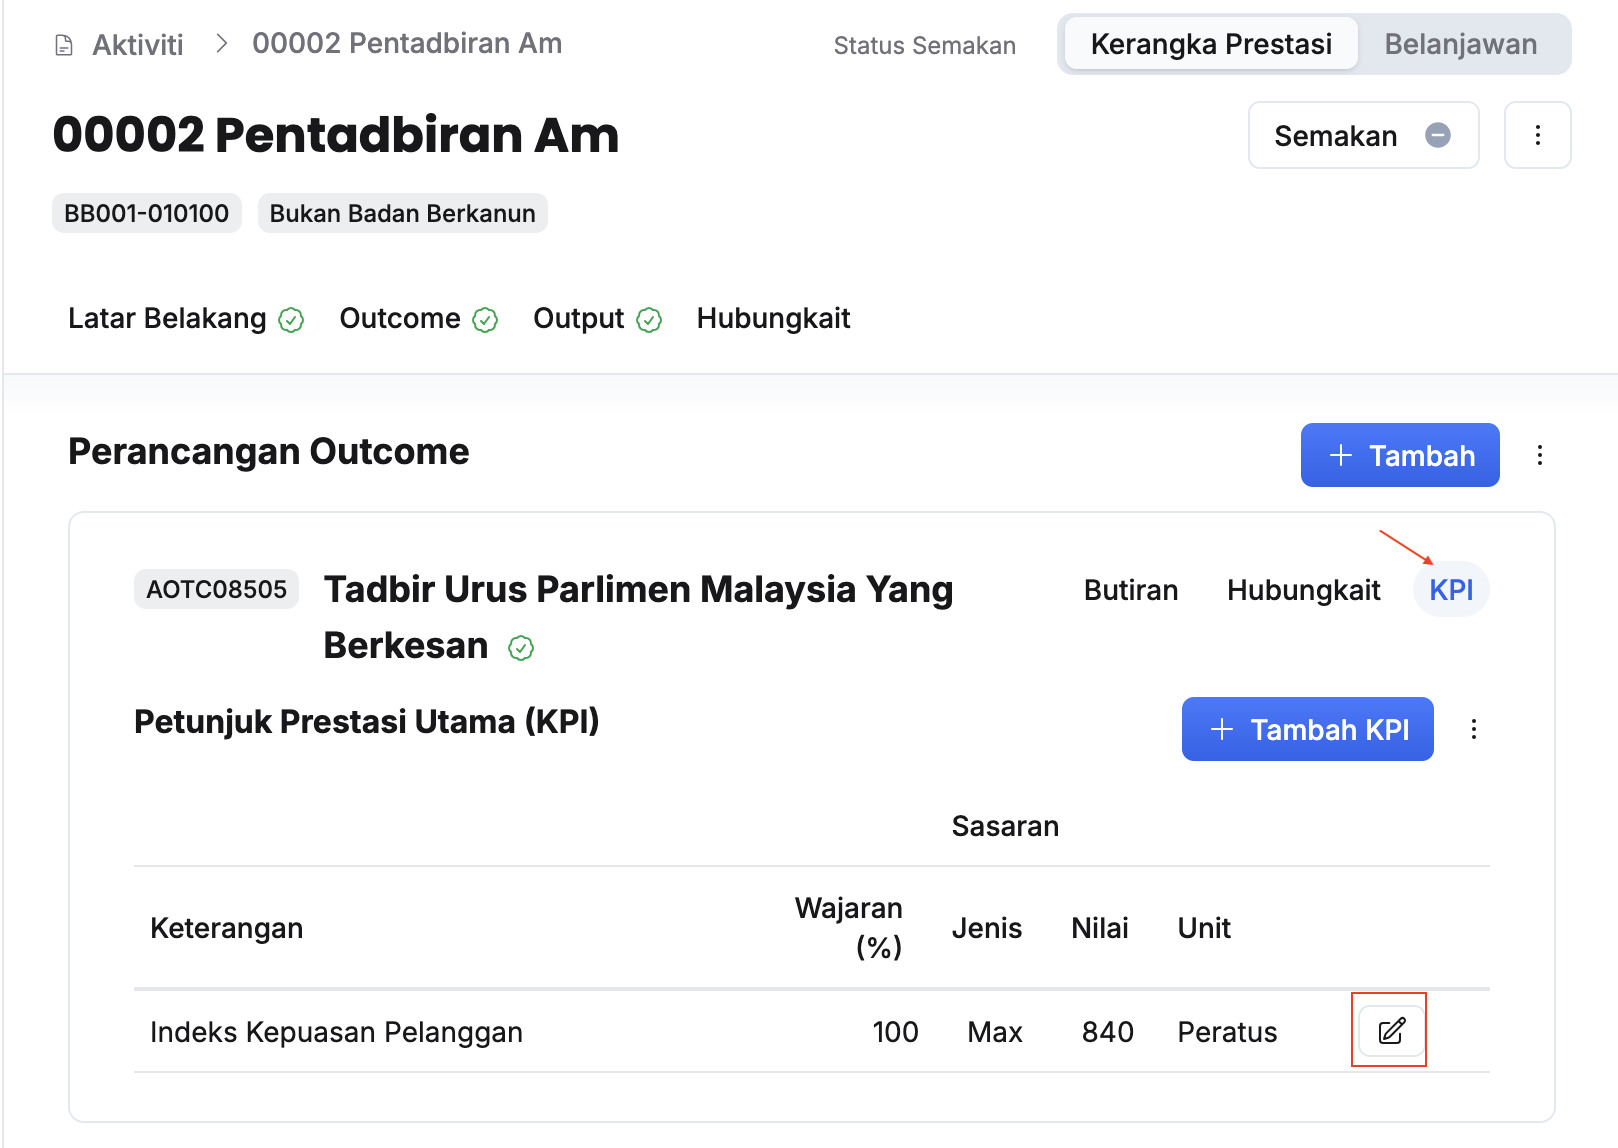 Aktiviti > 00002 Pentadbiran Am
Status Semakan
Kerangka Prestasi
Belanjawan
00002 Pentadbiran Am
Semakan
BB001-010100
Bukan Badan Berkanun
Latar Belakang
Outcome
Output
Hubungkait
Perancangan Outcome
+ Tambah
AOTC08505
Tadbir Urus Parlimen Malaysia Yang
Berkesan
Butiran
Hubungkait
KPI
Petunjuk Prestasi Utama (KPI)
+ Tambah KPI
Sasaran
Keterangan
Wajaran
(%)
Jenis
Nilai
Unit
Indeks Kepuasan Pelanggan
100
Max
840
Peratus